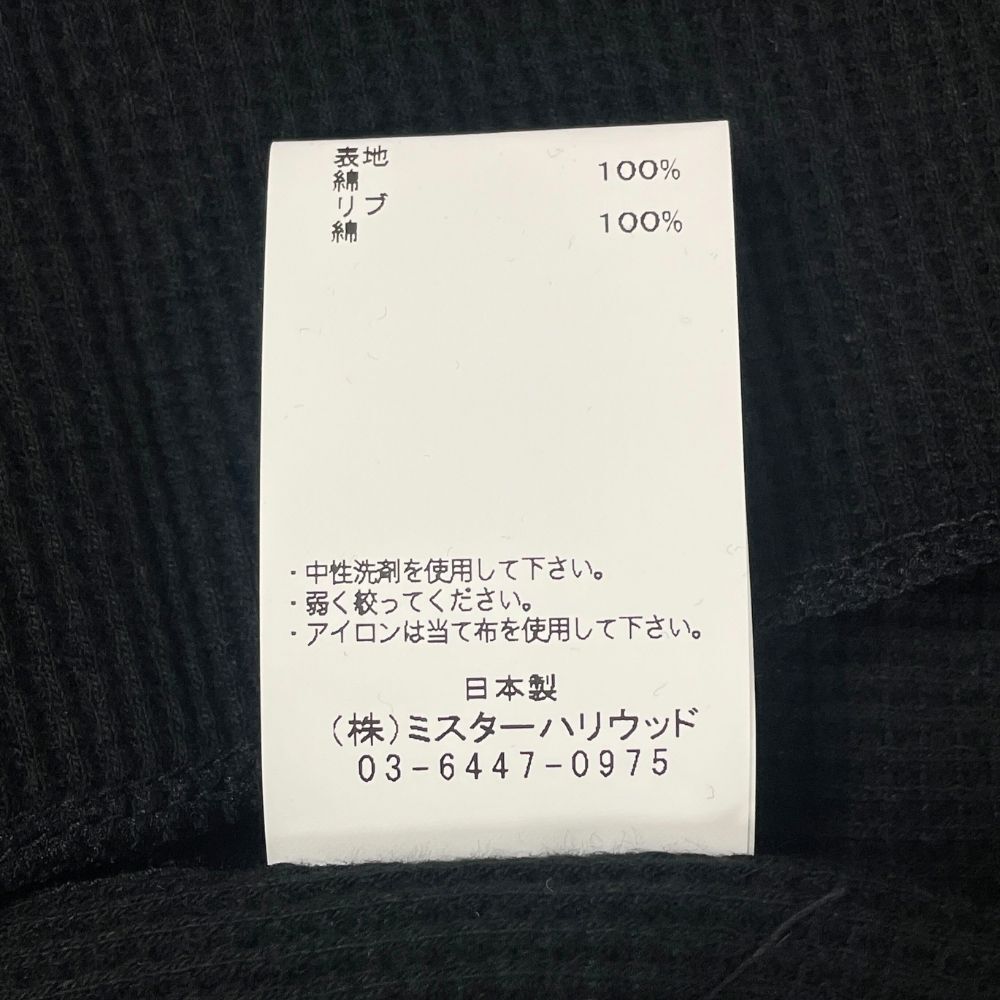 表地
綿 100%
リブ
綿 100%
・中性洗剤を使用して下さい。
・弱く絞ってください。
・アイロンは当て布を使用して下さい。
日本製
(株)ミスターハリウッド
03-6447-0975